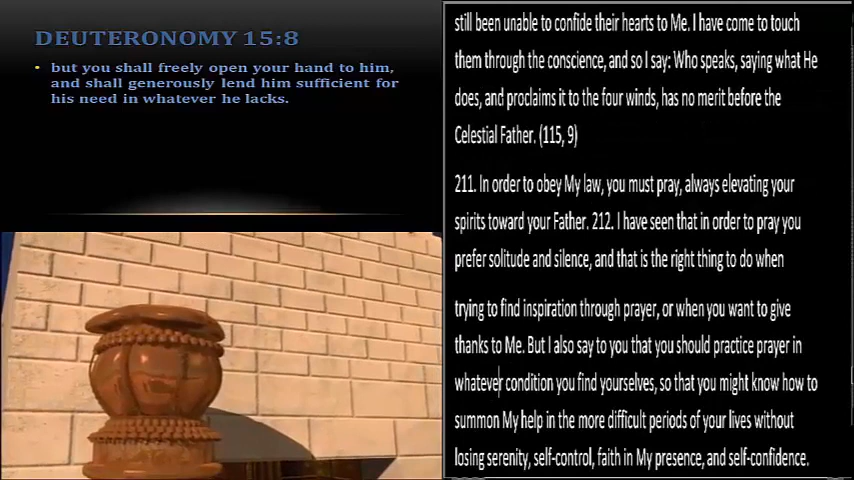 DEUTERONOMY 15:8
• but you shall freely open your hand to him,
and shall generously lend him sufficient for
his need in whatever he lacks.
still been unable to confide their hearts to Me. I have come to touch
them through the conscience, and so I say: Who speaks, saying what He
does, and proclaims it to the four winds, has no merit before the
Celestial Father. (115, 9)
211. In order to obey My law, you must pray, always elevating your
spirits toward your Father. 212. I have seen that in order to pray you
prefer solitude and silence, and that is the right thing to do when
trying to find inspiration through prayer, or when you want to give
thanks to Me. But I also say to you that you should practice prayer in
whatever condition you find yourselves, so that you might know how to
summon My help in the more difficult periods of your lives without
losing serenity, self-control, faith in My presence, and self-confidence.